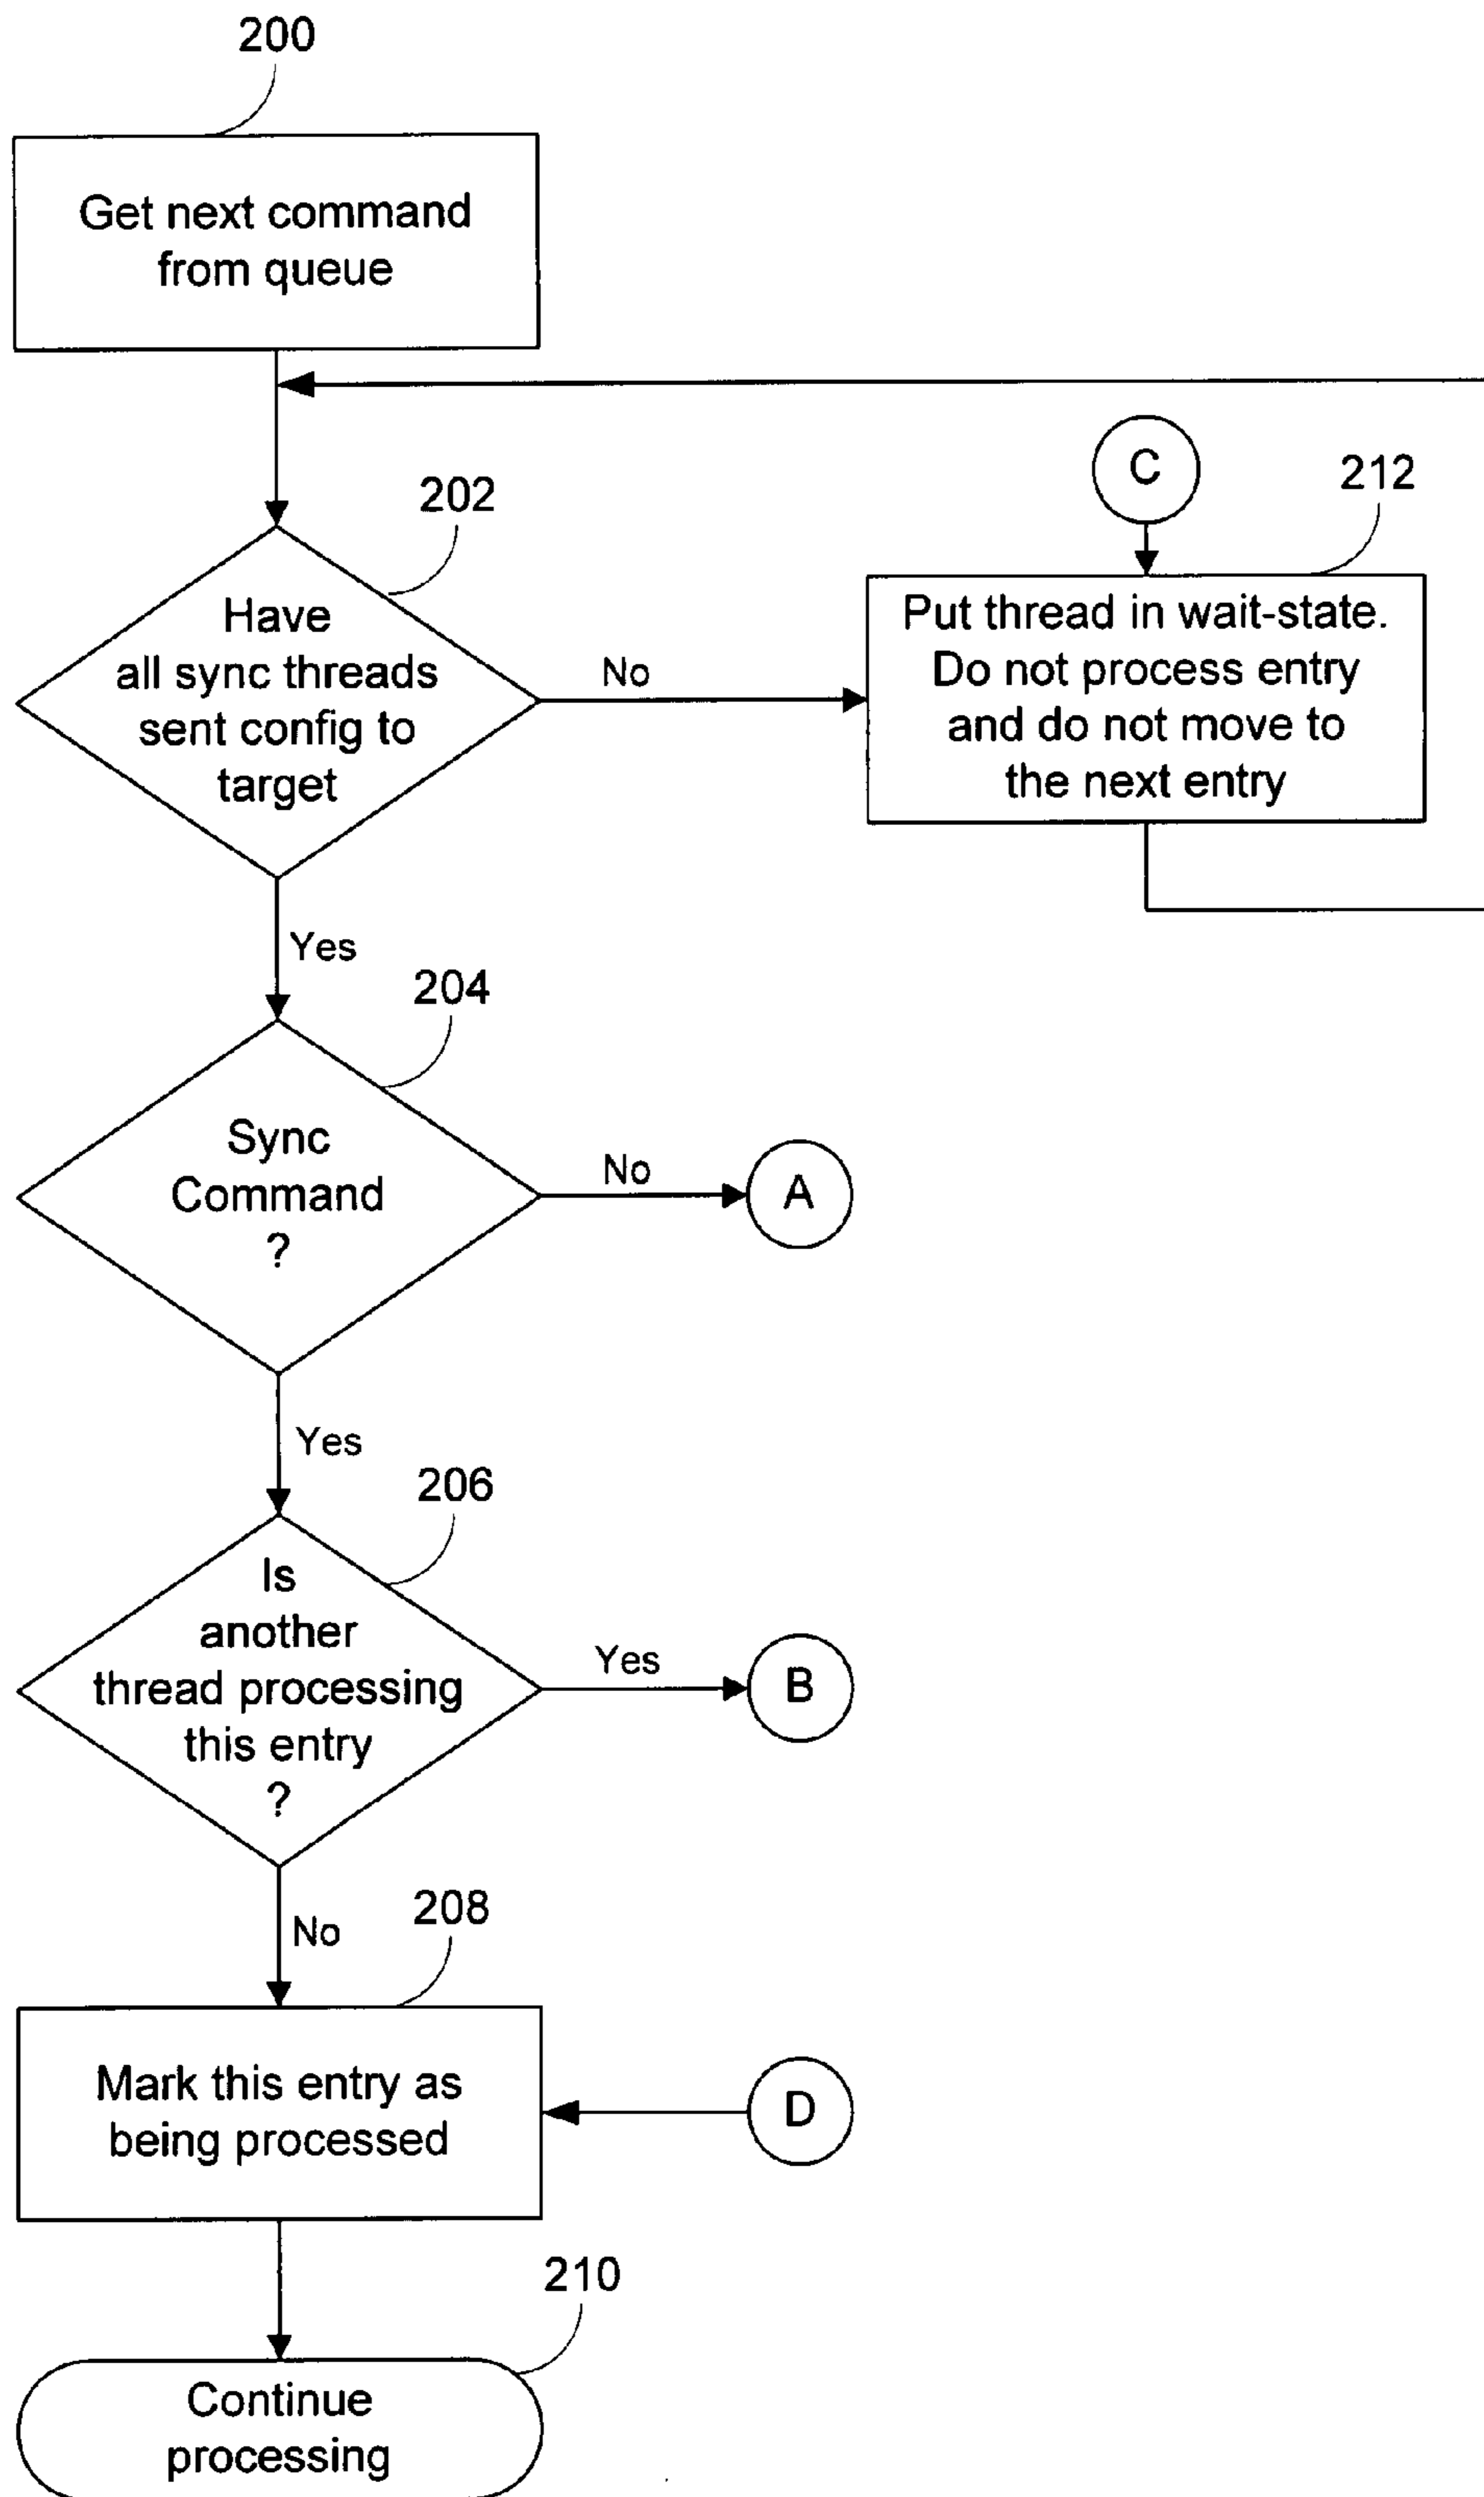 200
Get next command
from queue
C
212
202
Have
all sync threads
sent config to
target
No
Put thread in wait-state.
Do not process entry
and do not move to
the next entry
Yes
204
Sync
Command
?
No
A
Yes
206
Is
another
thread processing
this entry
?
Yes
B
No
208
Mark this entry as
being processed
D
210
Continue
processing